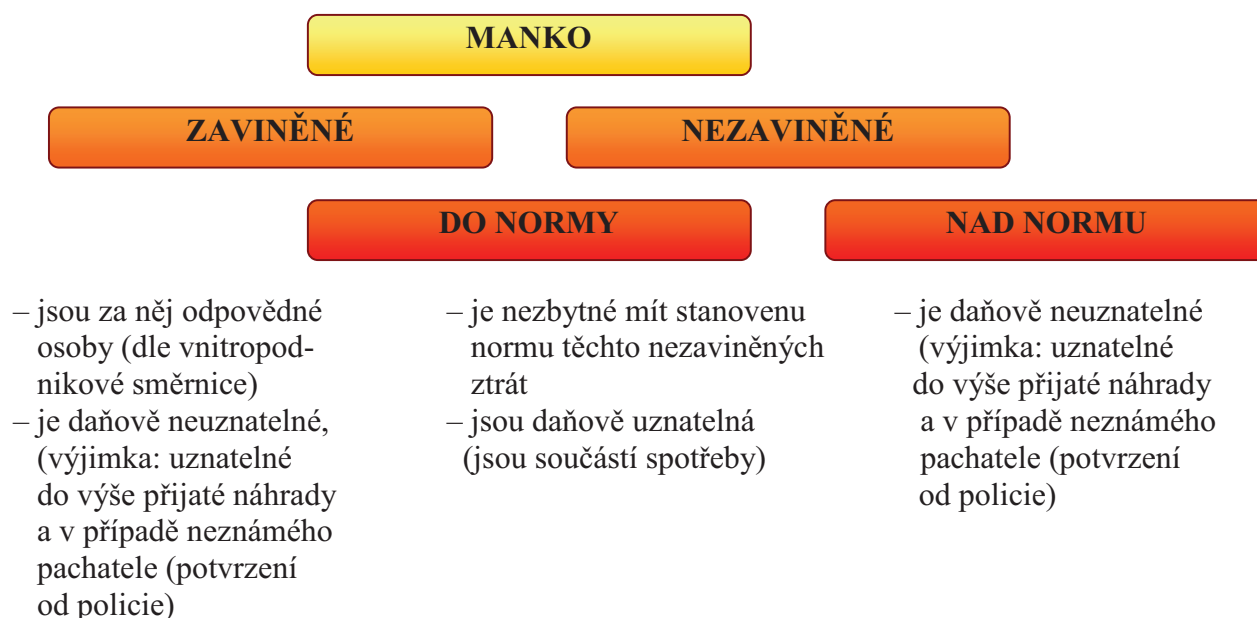 MANKO
ZAVINĚNÉ
NEZAVINĚNÉ
DO NORMY
NAD NORMU
– jsou za něj odpovědné
osoby (dle vnitropod-
nikové směrnice)
– je daňově neuznatelné,
(výjimka: uznatelné
do výše přijaté náhrady
a v případě neznámého
pachatele (potvrzení
od policie)
– je nezbytné mít stanovenu
normu těchto nezaviněných
ztrát
– jsou daňově uznatelná
(jsou součástí spotřeby)
– je daňově neuznatelné
(výjimka: uznatelné
do výše přijaté náhrady
a v případě neznámého
pachatele (potvrzení
od policie)